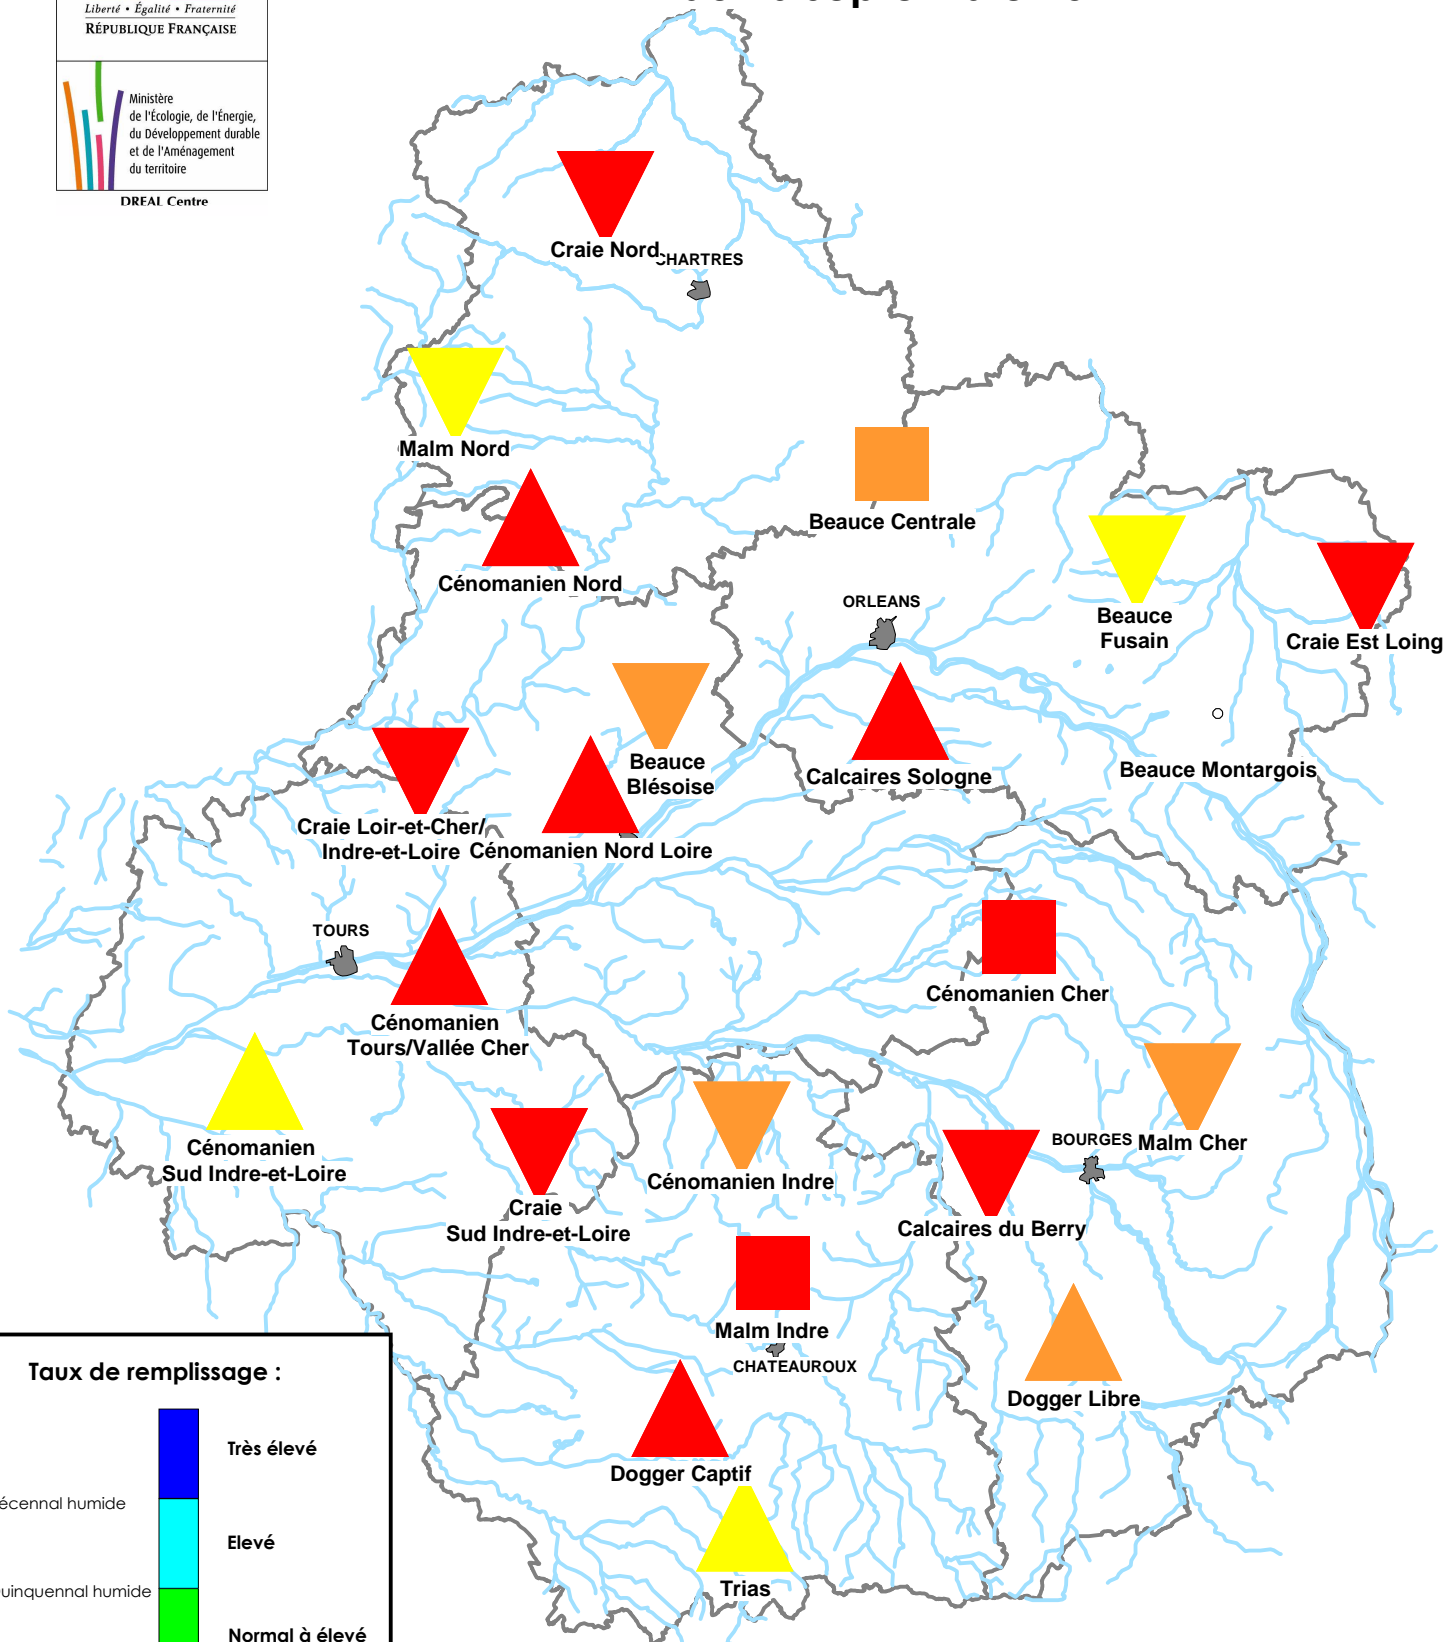 Liberté • Égalité • Fraternité
RÉPUBLIQUE FRANÇAISE
Ministère
de l'Écologie, de l'Énergie,
du Développement durable
et de l'Aménagement
du territoire
DREAL Centre
Craie Nord
CHARTRES
Malm Nord
Beauce Centrale
Cénomanien Nord
ORLEANS
Beauce
Fusain
Craie Est Loing
Beauce
Blésoise
Calcaires Sologne
Beauce Montargois
Craie Loir-et-Cher/
Indre-et-Loire
Cénomanien Nord Loire
TOURS
Cénomanien Cher
Cénomanien
Tours/Vallée Cher
Cénomanien
Sud Indre-et-Loire
BOURGES
Malm Cher
Cénomanien Indre
Craie
Sud Indre-et-Loire
Calcaires du Berry
Malm Indre
CHATEAUROUX
Dogger Libre
Dogger Captif
Trias
Taux de remplissage :
Très élevé
écennal humide
Elevé
uinquennal humide
Normal à élevé